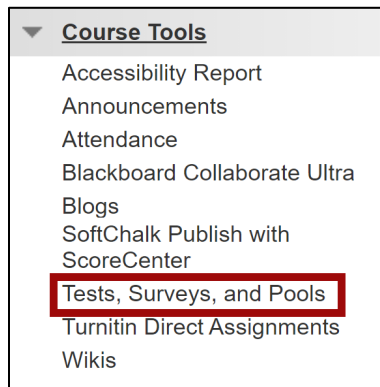 Course Tools
Accessibility Report
Announcements
Attendance
Blackboard Collaborate Ultra
Blogs
SoftChalk Publish with
ScoreCenter
Tests, Surveys, and Pools
Turnitin Direct Assignments
Wikis